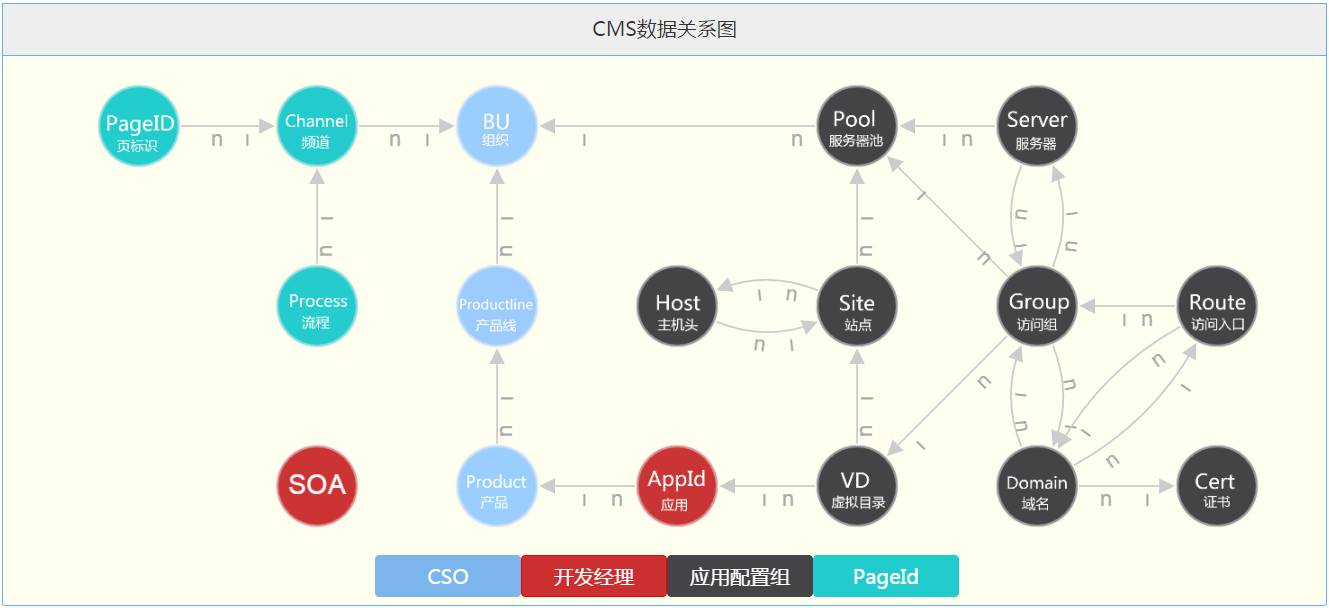 CMS数据关系图
PageID
页标识
n 1
Channel
频道
n 1
BU
组织
1 n
Pool
服务器池
1 n
Server
服务器
1
n
1
n
1
n
n
1
1
n
1
n
Process
流程
Productline
产品线
Host
主机头
1 n
n 1
Site
站点
Group
访问组
1 n
Route
访问入口
1
n
1
n
n
1
1
n
n
1
n
1
1
n
SOA
Product
产品
1 n
AppId
应用
1 n
VD
虚拟目录
Domain
域名
n 1
Cert
证书
CSO
开发经理
应用配置组
PageId